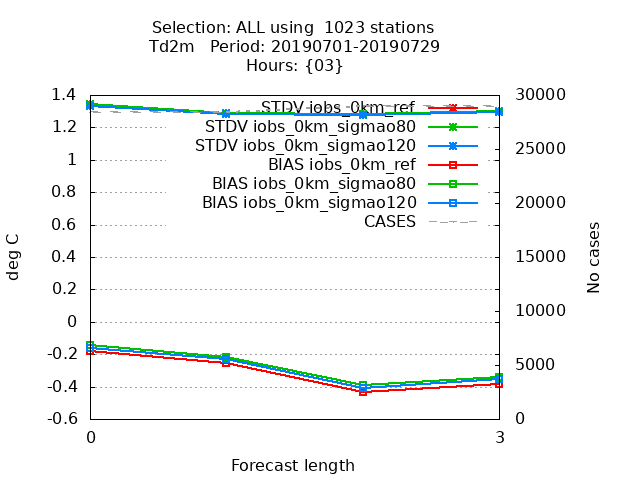 Selection: ALL using  1023 stations
Td2m   Period: 20190701-20190729
Hours: {03}
1.4
1.2
1
0.8
0.6
0.4
0.2
0
-0.2
-0.4
-0.6
deg C
STDV iobs_0km_ref
STDV iobs_0km_sigmao80
STDV iobs_0km_sigmao120
BIAS iobs_0km_ref
BIAS iobs_0km_sigmao80
BIAS iobs_0km_sigmao120
CASES
30000
25000
20000
15000
10000
5000
0
No cases
0
3
Forecast length